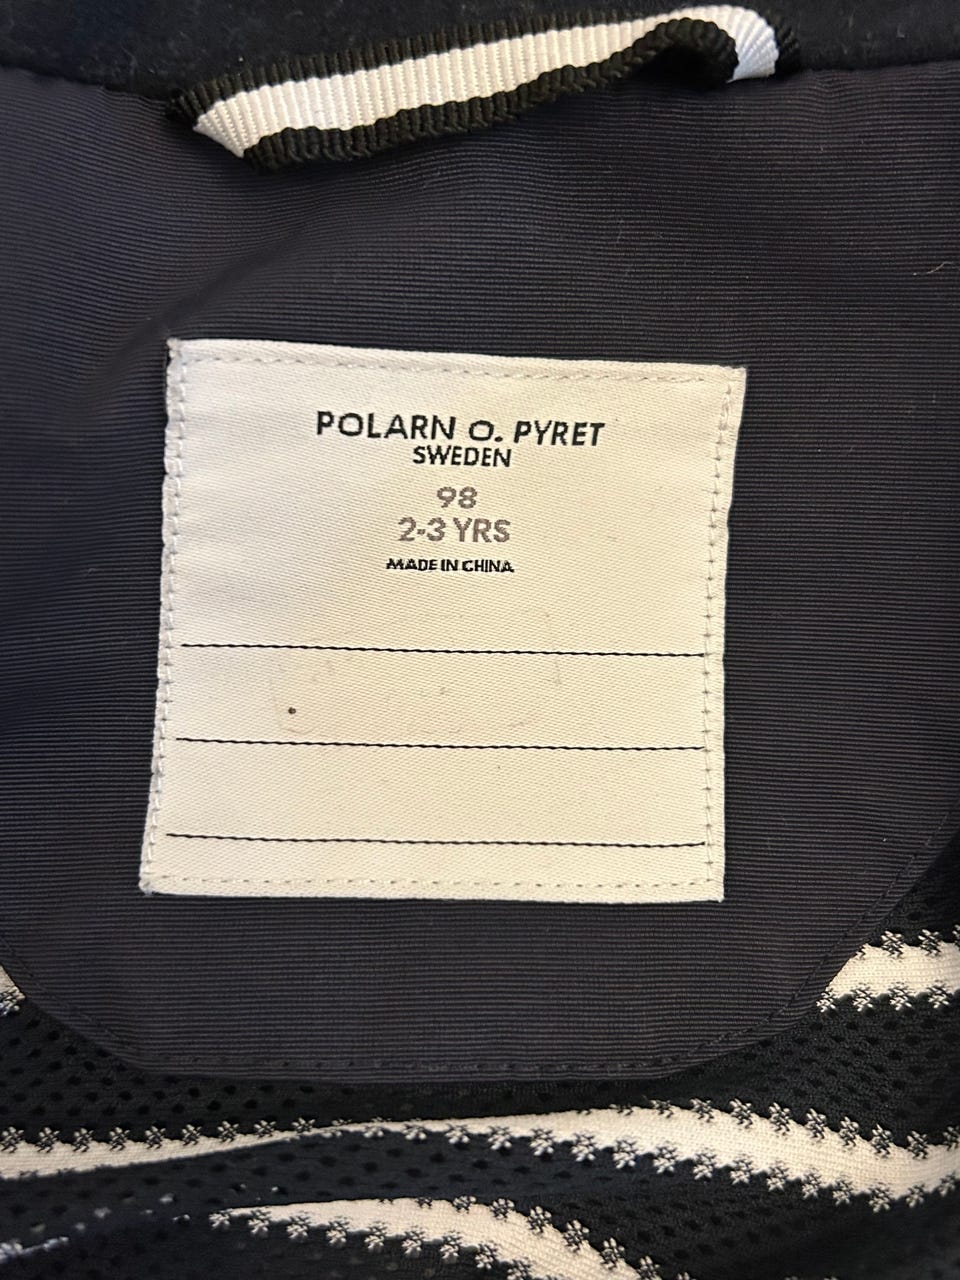 POLARN O. PYRET
SWEDEN
98
2-3 YRS
MADE IN CHINA